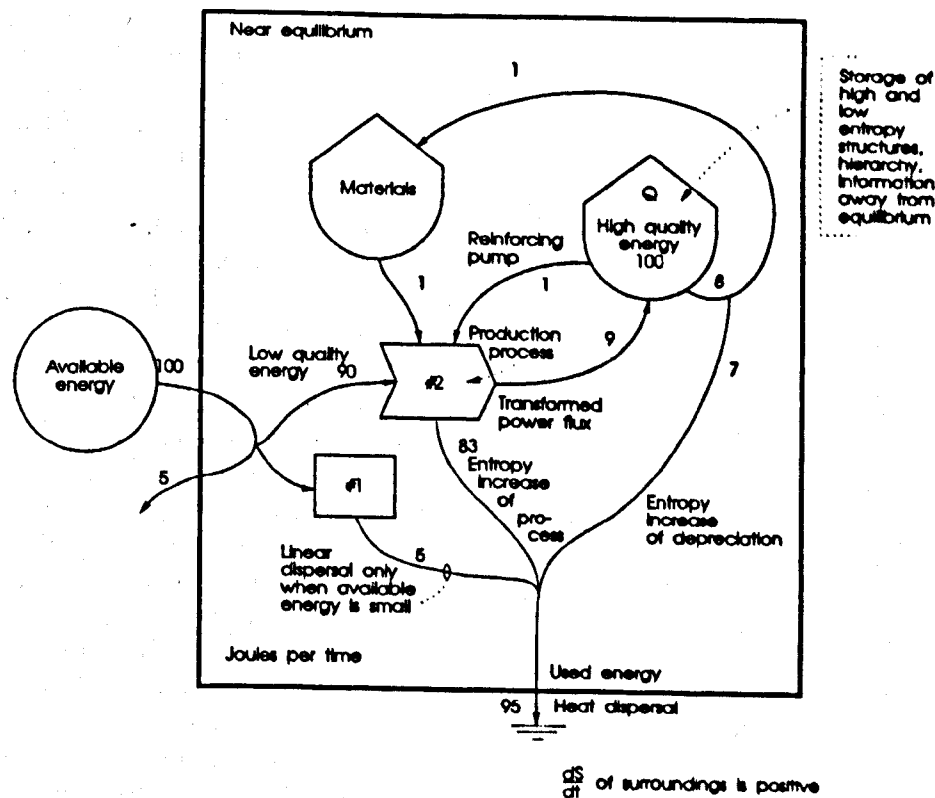 Near equilibrium
1
Storage of
high and
low
entropy
structures,
hierarchy,
information
away from
equilibrium
Materials
Q
High quality
energy
100
Reinforcing
pump
1
1
8
Production
process
9
7
Available
energy
100
Low quality
energy 90
#2
Transformed
power flux
5
#1
83
Entropy
increase
of
pro-
cess
Entropy
increase
of depreciation
5
Linear
dispersal only
when available
energy is small
Joules per time
Used energy
95 Heat dispersal
dS
dt of surroundings is positive